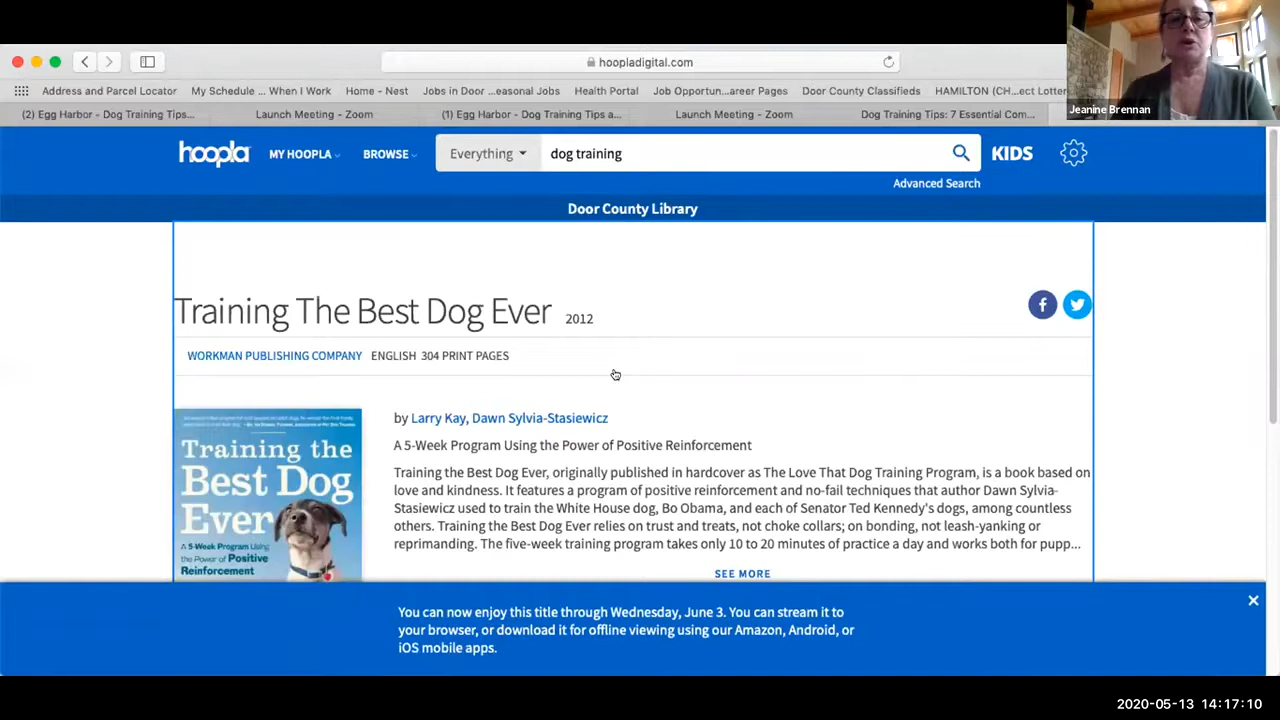 hoopladigital.com
Address and Parcel Locator My Schedule ... When I Work Home - Nest Jobs in Door ...easonal Jobs Health Portal Job Opportun...areer Pages Door County Classifieds HAMILTON (CH...ect Lotter
(2) Egg Harbor - Dog Training Tips... Launch Meeting - Zoom (1) Egg Harbor - Dog Training Tips a... Launch Meeting - Zoom Dog Training Tips: 7 Essential Com...
Jeanine Brennan
hoopla MY HOOPLA BROWSE Everything dog training KIDS
Advanced Search
Door County Library
Training The Best Dog Ever 2012
WORKMAN PUBLISHING COMPANY ENGLISH 304 PRINT PAGES
by Larry Kay, Dawn Sylvia-Stasiewicz
A 5-Week Program Using the Power of Positive Reinforcement
Training the Best Dog Ever, originally published in hardcover as The Love That Dog Training Program, is a book based on
love and kindness. It features a program of positive reinforcement and no-fail techniques that author Dawn Sylvia-
Stasiewicz used to train the White House dog, Bo Obama, and each of Senator Ted Kennedy's dogs, among countless
others. Training the Best Dog Ever relies on trust and treats, not choke collars; on bonding, not leash-yanking or
reprimanding. The five-week training program takes only 10 to 20 minutes of practice a day and works both for pupp...
SEE MORE
Training the
Best Dog
Ever
A 5-Week Program Using
the Power of Positive
Reinforcement
You can now enjoy this title through Wednesday, June 3. You can stream it to
your browser, or download it for offline viewing using our Amazon, Android, or
iOS mobile apps.
2020-05-13 14:17:10